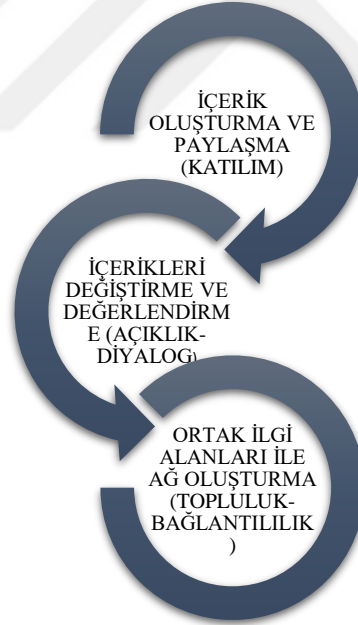 İÇERİK
OLUŞTURMA VE
PAYLAŞMA
(KATILIM)
İÇERİKLERİ
DEĞİŞTİRME VE
DEĞERLENDİRM
E (AÇIKLIK-
DİYALOG)
ORTAK İLGİ
ALANLARI İLE
AĞ OLUŞTURMA
(TOPLULUK-
BAĞLANTILILIK
)